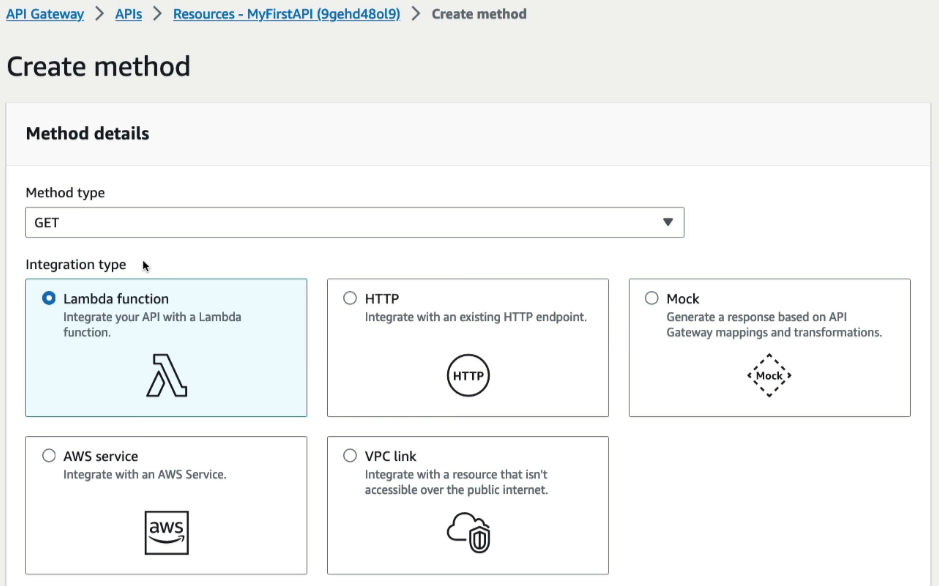 API Gateway > APIs > Resources - MyFirstAPI (9gehd48ol9) > Create method
Create method
Method details
Method type
GET
Integration type
Lambda function
Integrate your API with a Lambda
function.
HTTP
Integrate with an existing HTTP endpoint.
HTTP
Mock
Generate a response based on API
Gateway mappings and transformations.
Mock
AWS service
Integrate with an AWS Service.
aws
VPC link
Integrate with a resource that isn't
accessible over the public internet.